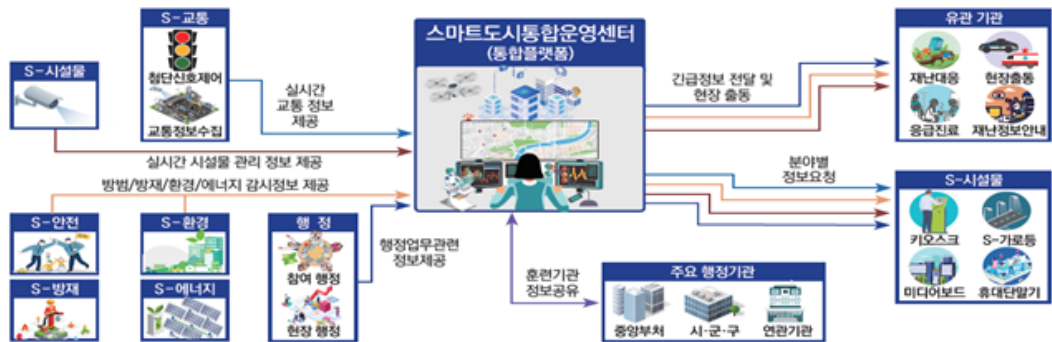 S-교통
첨단신호제어
교통정보수집
S-시설물
실시간
교통 정보
제공
실시간 시설물 관리 정보 제공
방범/방재/환경/에너지 감시정보 제공
S-안전
S-환경
S-방재
S-에너지
행 정
참여 행정
현장 행정
행정업무관련
정보제공
스마트도시통합운영센터
(통합플랫폼)
긴급정보 전달 및
현장 출동
유관 기관
재난대응
현장출동
응급진료
재난정보안내
분야별
정보요청
S-시설물
키오스크
S-가로등
미디어보드
휴대단말기
훈련기관
정보공유
주요 행정기관
중앙부처
시·군·구
연관기관